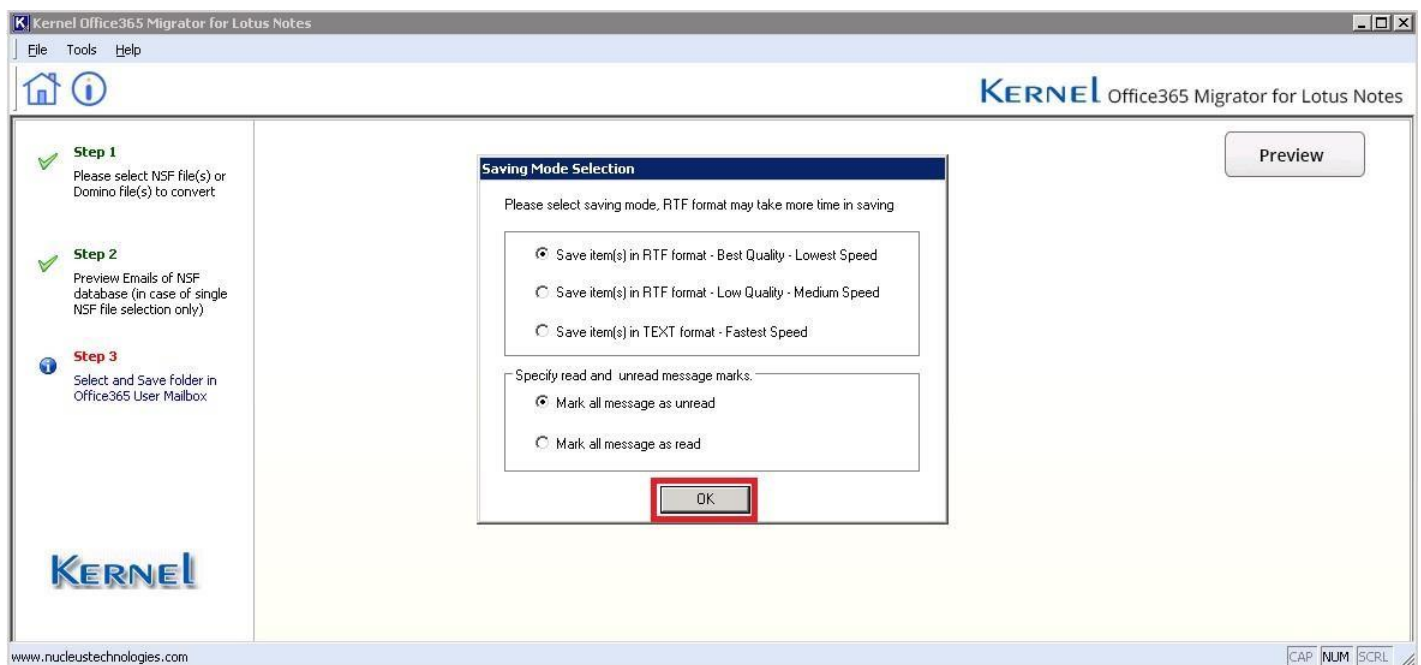 Kernel Office365 Migrator for Lotus Notes
File Tools Help
KERNEL Office365 Migrator for Lotus Notes
Step 1
Please select NSF file(s) or
Domino file(s) to convert
Step 2
Preview Emails of NSF
database (in case of single
NSF file selection only)
Step 3
Select and Save folder in
Office365 User Mailbox
KERNEL
Preview
Saving Mode Selection
Please select saving mode, RTF format may take more time in saving
Save item(s) in RTF format - Best Quality - Lowest Speed
Save item(s) in RTF format - Low Quality - Medium Speed
Save item(s) in TEXT format - Fastest Speed
Specify read and unread message marks.
Mark all message as unread
Mark all message as read
OK
www.nucleustechnologies.com
CAP NUM SCRL